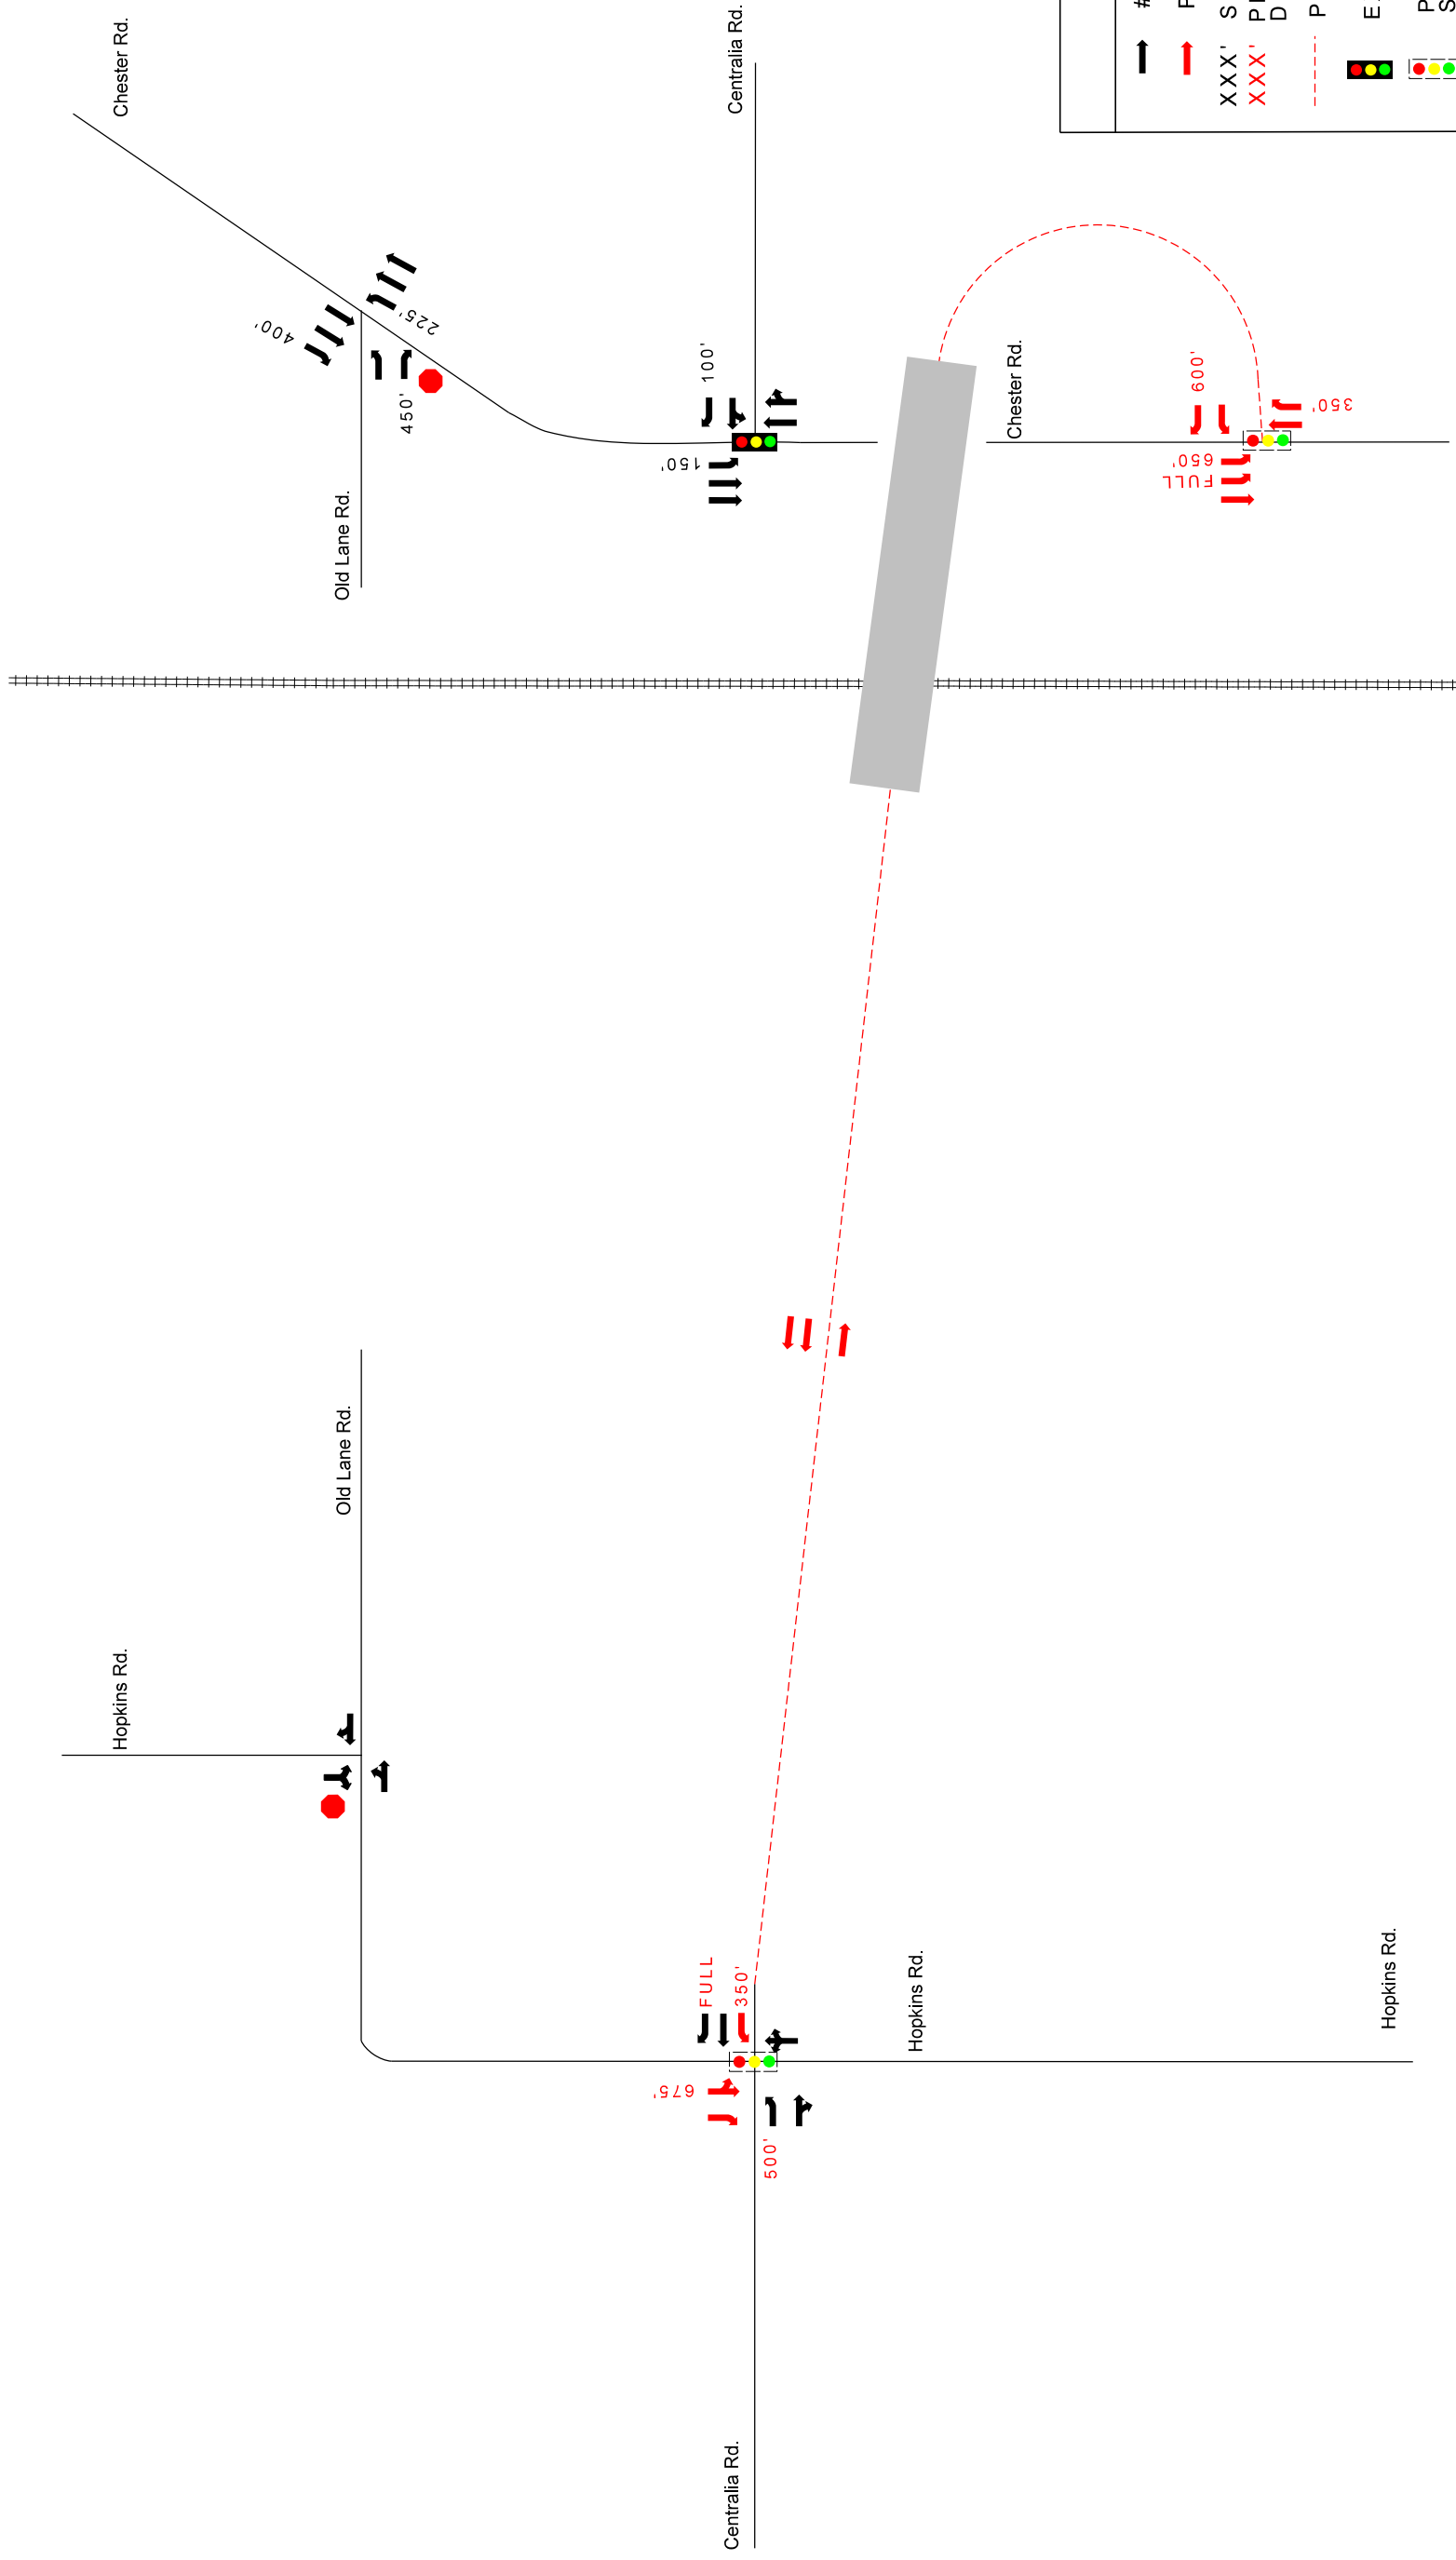 Chester Rd.
Centralia Rd.
400'
225'
450'
100'
150'
Old Lane Rd.
Chester Rd.
600'
350'
650'
FULL
XXX'
XXX'
Old Lane Rd.
Hopkins Rd.
FULL
350'
675'
500'
Hopkins Rd.
Hopkins Rd.
Centralia Rd.